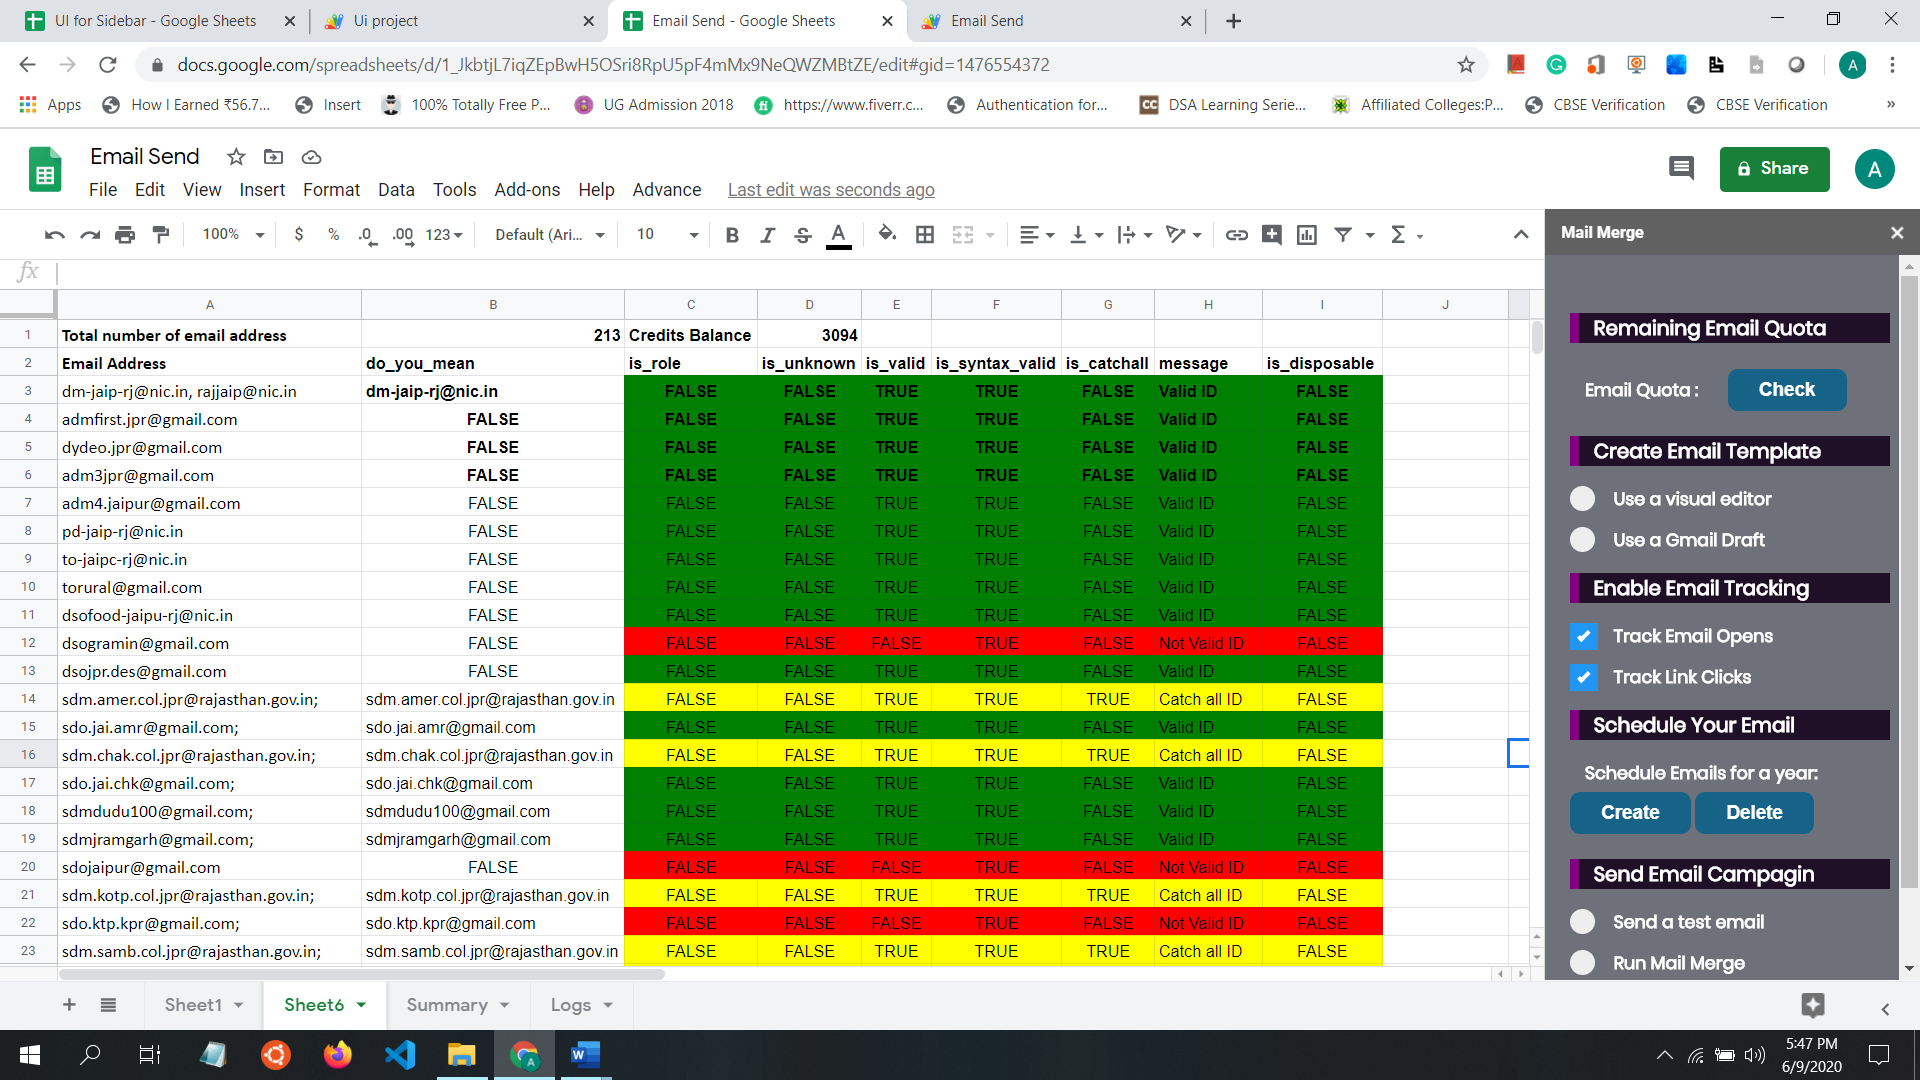 UI for Sidebar - Google Sheets
Ui project
Email Send - Google Sheets
Email Send
docs.google.com/spreadsheets/d/1_JkbtjL7iqZEpBwH5OSri8RpU5pF4mMx9NeQWZMBtZE/edit#gid=1476554372
A
Apps
How I Earned ₹56.7...
Insert
100% Totally Free P...
UG Admission 2018
https://www.fiverr.c...
Authentication for...
CC DSA Learning Serie...
Affiliated Colleges:P...
CBSE Verification
CBSE Verification
»
Email Send
File Edit View Insert Format Data Tools Add-ons Help Advance Last edit was seconds ago
Share
A
100% $ % .0 .00 123 Default (Ari... 10 B I S A Σ
fx
A B C D E F G H I J
1 Total number of email address 213 Credits Balance 3094
2 Email Address do_you_mean is_role is_unknown is_valid is_syntax_valid is_catchall message is_disposable
3 dm-jaip-rj@nic.in, rajjaip@nic.in dm-jaip-rj@nic.in FALSE FALSE TRUE TRUE FALSE Valid ID FALSE
4 admfirst.jpr@gmail.com FALSE FALSE FALSE TRUE TRUE FALSE Valid ID FALSE
5 dydeo.jpr@gmail.com FALSE FALSE FALSE TRUE TRUE FALSE Valid ID FALSE
6 adm3jpr@gmail.com FALSE FALSE FALSE TRUE TRUE FALSE Valid ID FALSE
7 adm4.jaipur@gmail.com FALSE FALSE FALSE TRUE TRUE FALSE Valid ID FALSE
8 pd-jaip-rj@nic.in FALSE FALSE FALSE TRUE TRUE FALSE Valid ID FALSE
9 to-jaipc-rj@nic.in FALSE FALSE FALSE TRUE TRUE FALSE Valid ID FALSE
10 torural@gmail.com FALSE FALSE FALSE TRUE TRUE FALSE Valid ID FALSE
11 dsofood-jaipu-rj@nic.in FALSE FALSE FALSE TRUE TRUE FALSE Valid ID FALSE
12 dsogramin@gmail.com FALSE FALSE FALSE FALSE TRUE FALSE Not Valid ID FALSE
13 dsojpr.des@gmail.com FALSE FALSE FALSE TRUE TRUE FALSE Valid ID FALSE
14 sdm.amer.col.jpr@rajasthan.gov.in; sdm.amer.col.jpr@rajasthan.gov.in FALSE FALSE TRUE TRUE TRUE Catch all ID FALSE
15 sdo.jai.amr@gmail.com; sdo.jai.amr@gmail.com FALSE FALSE TRUE TRUE FALSE Valid ID FALSE
16 sdm.chak.col.jpr@rajasthan.gov.in; sdm.chak.col.jpr@rajasthan.gov.in FALSE FALSE TRUE TRUE TRUE Catch all ID FALSE
17 sdo.jai.chk@gmail.com; sdo.jai.chk@gmail.com FALSE FALSE TRUE TRUE FALSE Valid ID FALSE
18 sdmdudu100@gmail.com; sdmdudu100@gmail.com FALSE FALSE TRUE TRUE FALSE Valid ID FALSE
19 sdmjramgarh@gmail.com; sdmjramgarh@gmail.com FALSE FALSE TRUE TRUE FALSE Valid ID FALSE
20 sdojaipur@gmail.com FALSE FALSE FALSE FALSE TRUE FALSE Not Valid ID FALSE
21 sdm.kotp.col.jpr@rajasthan.gov.in; sdm.kotp.col.jpr@rajasthan.gov.in FALSE FALSE TRUE TRUE TRUE Catch all ID FALSE
22 sdo.ktp.kpr@gmail.com; sdo.ktp.kpr@gmail.com FALSE FALSE FALSE TRUE FALSE Not Valid ID FALSE
23 sdm.samb.col.jpr@rajasthan.gov.in; sdm.samb.col.jpr@rajasthan.gov.in FALSE FALSE TRUE TRUE TRUE Catch all ID FALSE
Mail Merge
Remaining Email Quota
Email Quota : Check
Create Email Template
Use a visual editor
Use a Gmail Draft
Enable Email Tracking
Track Email Opens
Track Link Clicks
Schedule Your Email
Schedule Emails for a year:
Create Delete
Send Email Campagin
Send a test email
Run Mail Merge
Sheet1 Sheet6 Summary Logs
5:47 PM
6/9/2020